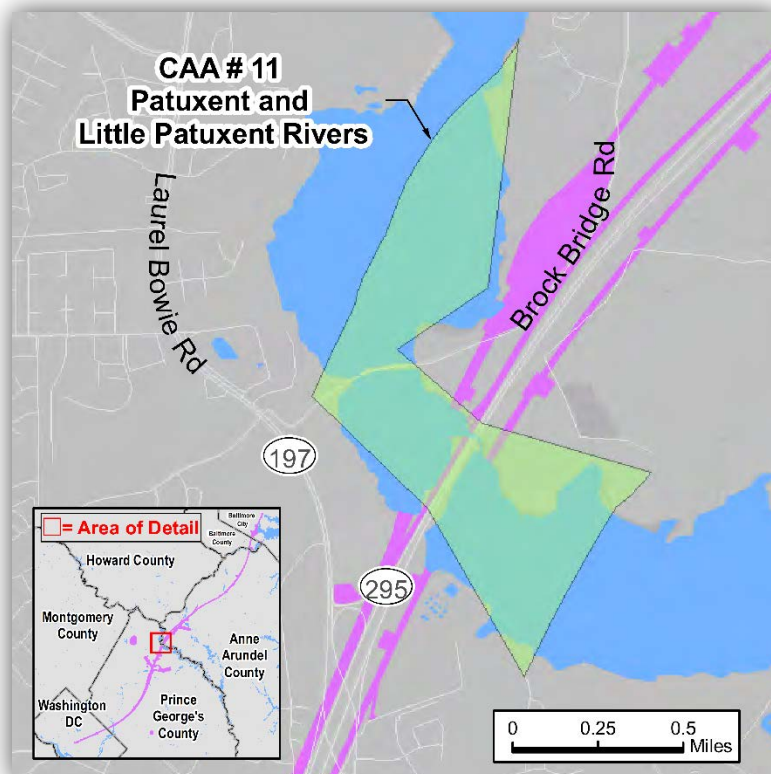 CAA # 11
Patuxent and
Little Patuxent Rivers
Laurel Bowie Rd
Brock Bridge Rd
197
295
= Area of Detail
Baltimore
City
Baltimore
County
Howard County
Montgomery
County
Anne
Arundel
County
Washington
DC
Prince
George's
County
0 0.25 0.5
Miles